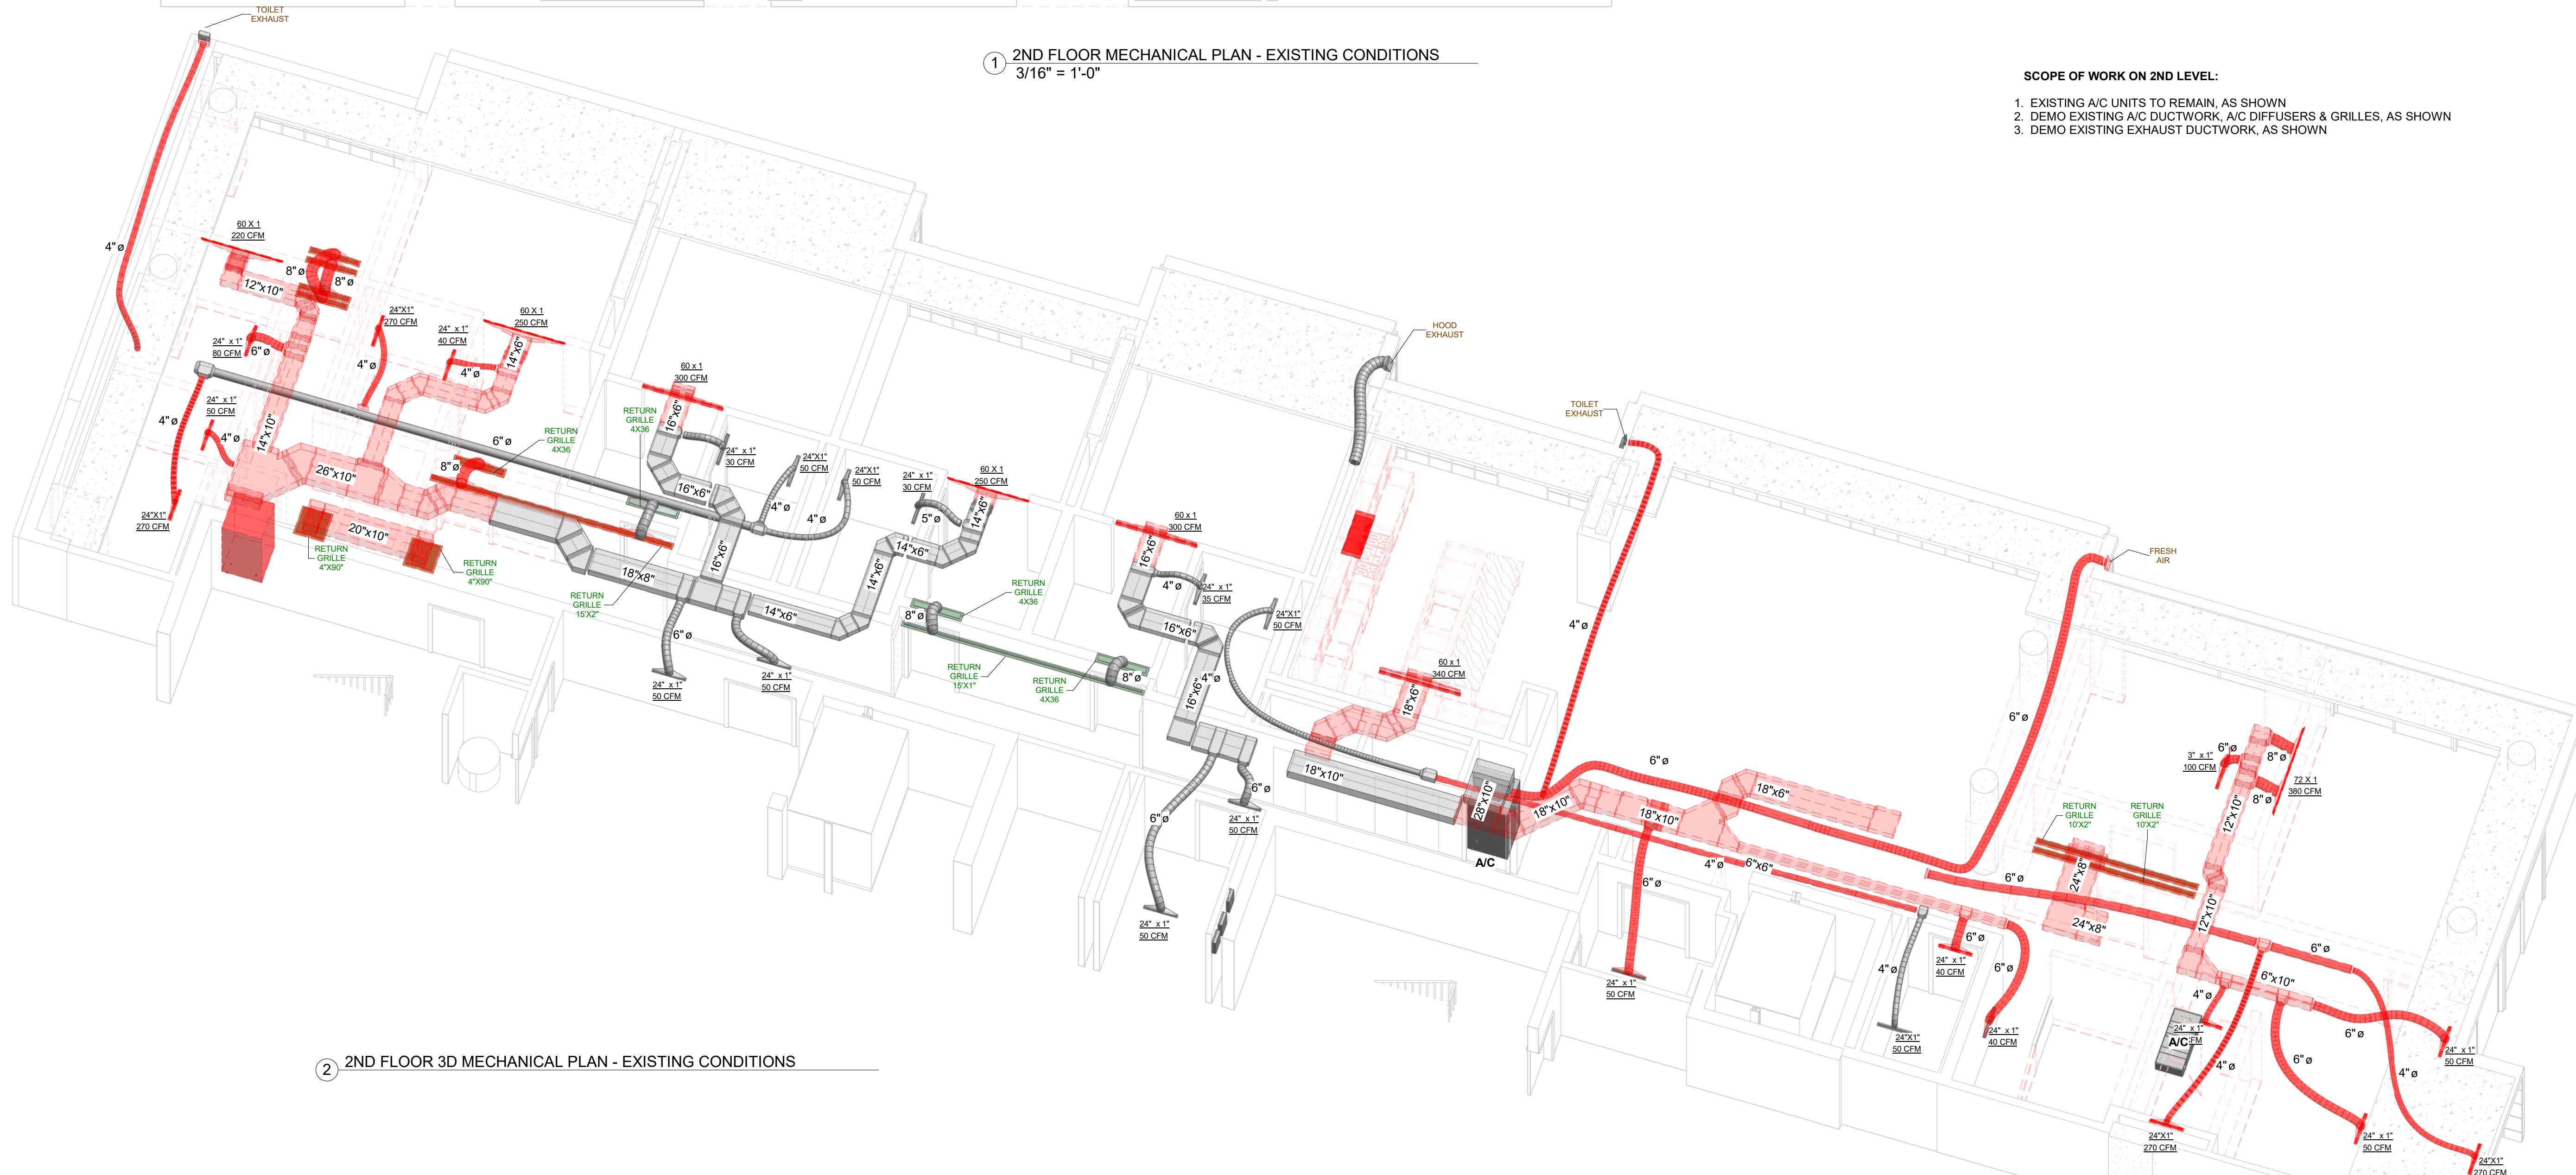 TOILET
EXHAUST
1
2ND FLOOR MECHANICAL PLAN - EXISTING CONDITIONS
3/16" = 1'-0"
SCOPE OF WORK ON 2ND LEVEL:
1. EXISTING A/C UNITS TO REMAIN, AS SHOWN
2. DEMO EXISTING A/C DUCTWORK, A/C DIFFUSERS & GRILLES, AS SHOWN
3. DEMO EXISTING EXHAUST DUCTWORK, AS SHOWN
4"ø
60 X 1
220 CFM
8"ø
8"ø
12"x10"
24"X1"
270 CFM
4"ø
24" x 1"
40 CFM
4"ø
60 X 1
250 CFM
14"x6"
24" x 1"
80 CFM
6"ø
24" x 1"
50 CFM
4"ø
4"ø
14"x10"
24"X1"
270 CFM
26"x10"
20"x10"
RETURN
GRILLE
4"X90"
RETURN
GRILLE
4"X90"
8"ø
RETURN
GRILLE
4X36
6"ø
RETURN
GRILLE
4X36
60 x 1
300 CFM
16"x6"
24" x 1"
30 CFM
16"x6"
24"X1"
50 CFM
24"X1"
50 CFM
4"ø
4"ø
16"x6"
18"x8"
RETURN
GRILLE
15'X2"
6"ø
24" x 1"
50 CFM
24" x 1"
50 CFM
14"x6"
14"x6"
14"x6"
14"x6"
24" x 1"
30 CFM
5"ø
60 X 1
250 CFM
RETURN
GRILLE
4X36
8"ø
RETURN
GRILLE
15'X1"
RETURN
GRILLE
4X36
8"ø
60 x 1
300 CFM
16"x6"
4"ø
24" x 1"
35 CFM
16"x6"
24"X1"
50 CFM
16"x6"
4"ø
6"ø
24" x 1"
50 CFM
6"ø
24" x 1"
50 CFM
HOOD
EXHAUST
60 x 1
340 CFM
18"x6"
18"x10"
28"x10"
A/C
TOILET
EXHAUST
4"ø
18"x10"
6"ø
18"x10"
18"x6"
6"ø
24" x 1"
50 CFM
4"ø
6"x6"
FRESH
AIR
6"ø
6"ø
4"ø
24"X1"
50 CFM
6"ø
24" x 1"
40 CFM
6"ø
24" x 1"
40 CFM
RETURN
GRILLE
10'X2"
RETURN
GRILLE
10'X2"
24"x8"
24"x8"
3" x 1"
100 CFM
6"ø
8"ø
8"ø
72 X 1
380 CFM
12"x10"
12"x10"
6"ø
6"x10"
4"ø
24" x 1"
FM
A/C
4"ø
24"X1"
270 CFM
6"ø
24" x 1"
50 CFM
6"ø
24" x 1"
50 CFM
4"ø
24"X1"
270 CFM
2
2ND FLOOR 3D MECHANICAL PLAN - EXISTING CONDITIONS